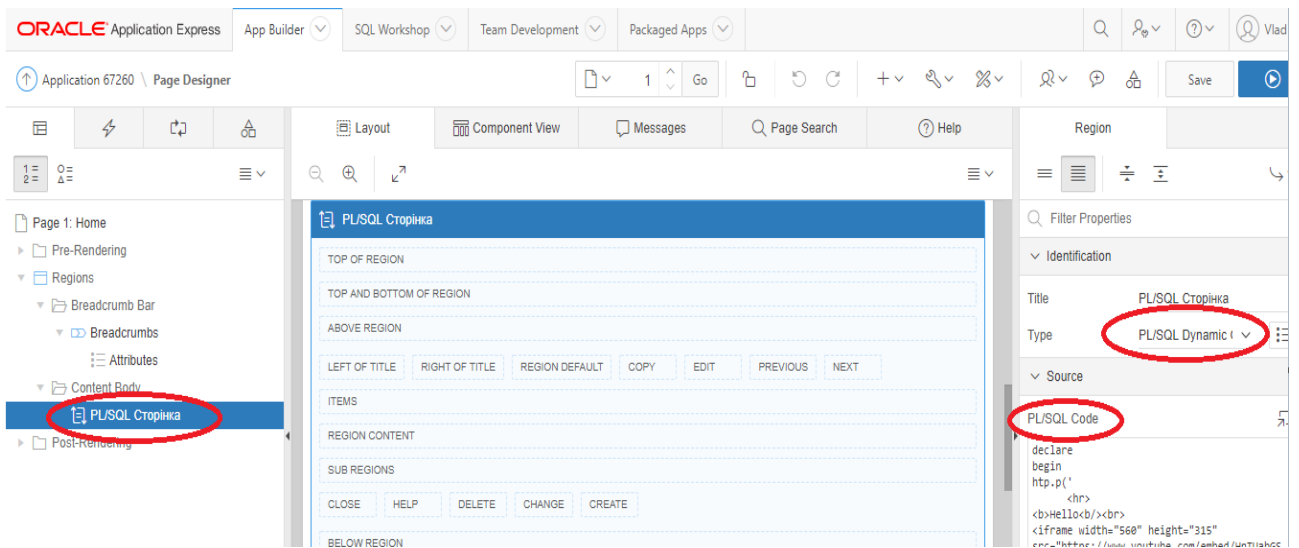 ORACLE Application Express App Builder SQL Workshop Team Development Packaged Apps Vlad
Application 67260 \ Page Designer 1 Go Save
Layout Component View Messages Page Search Help Region
Page 1: Home
Pre-Rendering
Regions
Breadcrumb Bar
Breadcrumbs
Attributes
Content Body
PL/SQL Сторінка
Post-Rendering
PL/SQL Сторінка
TOP OF REGION
TOP AND BOTTOM OF REGION
ABOVE REGION
LEFT OF TITLE RIGHT OF TITLE REGION DEFAULT COPY EDIT PREVIOUS NEXT
ITEMS
REGION CONTENT
SUB REGIONS
CLOSE HELP DELETE CHANGE CREATE
BELOW REGION
Filter Properties
Identification
Title PL/SQL Сторінка
Type PL/SQL Dynamic
Source
PL/SQL Code
declare
begin
htp.p('
<hr>
<b>Hello<b/><br>
<iframe width="560" height="315"